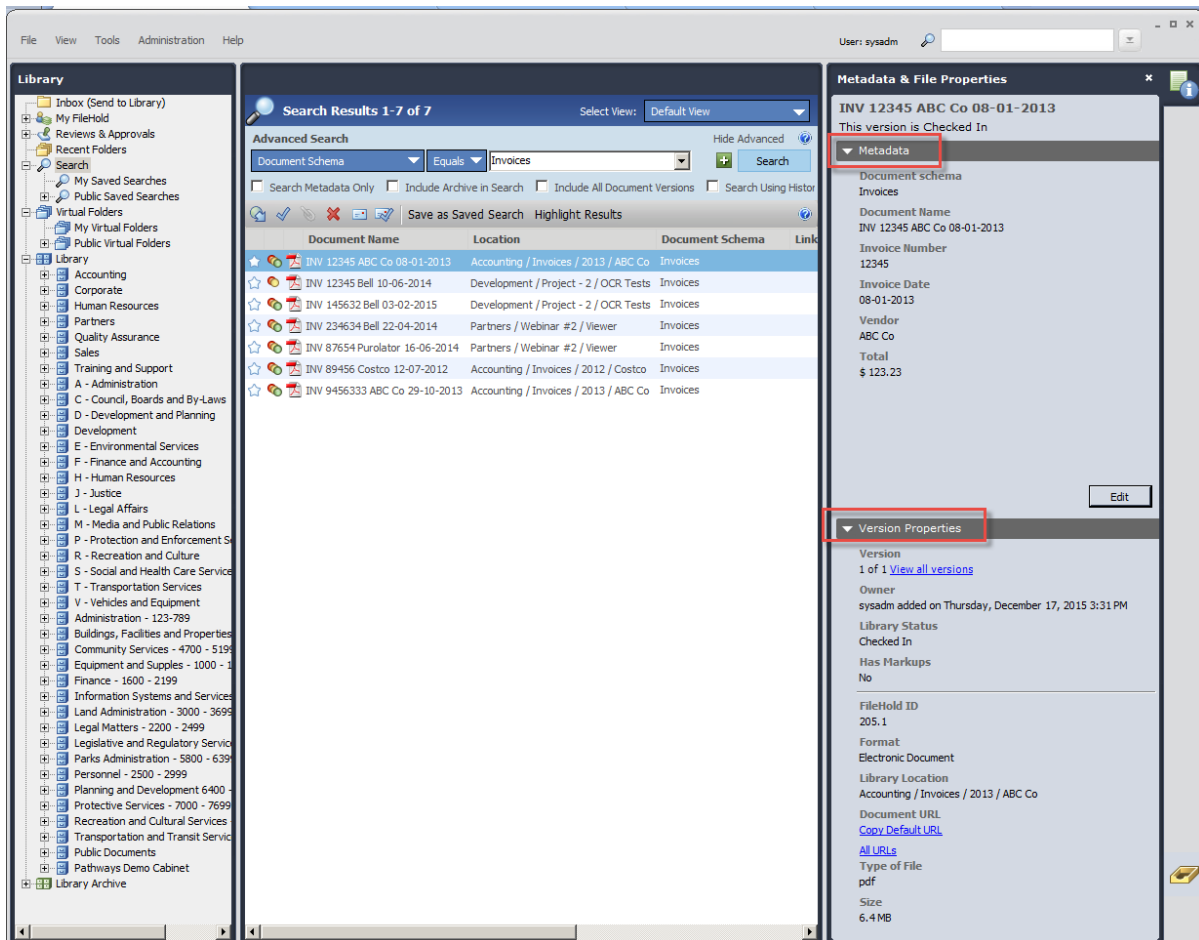 File View Tools Administration Help
User: sysadm
Library
Inbox (Send to Library)
My FileHold
Reviews & Approvals
Recent Folders
Search
My Saved Searches
Public Saved Searches
Virtual Folders
My Virtual Folders
Public Virtual Folders
Library
Accounting
Corporate
Human Resources
Partners
Quality Assurance
Sales
Training and Support
A - Administration
C - Council, Boards and By-Laws
D - Development and Planning
Development
E - Environmental Services
F - Finance and Accounting
H - Human Resources
J - Justice
L - Legal Affairs
M - Media and Public Relations
P - Protection and Enforcement S
R - Recreation and Culture
S - Social and Health Care Service
T - Transportation Services
V - Vehicles and Equipment
Administration - 123-789
Buildings, Facilities and Properties
Community Services - 4700 - 5199
Equipment and Supples - 1000 - 1
Finance - 1600 - 2199
Information Systems and Services
Land Administration - 3000 - 3699
Legal Matters - 2200 - 2499
Legislative and Regulatory Servic
Parks Administration - 5800 - 639
Personnel - 2500 - 2999
Planning and Development 6400 -
Protective Services - 7000 - 7699
Recreation and Cultural Services
Transportation and Transit Servic
Public Documents
Pathways Demo Cabinet
Library Archive
Search Results 1-7 of 7 Select View: Default View
Advanced Search Hide Advanced
Document Schema Equals Invoices Search
Search Metadata Only Include Archive in Search Include All Document Versions Search Using Histor
Save as Saved Search Highlight Results
Document Name Location Document Schema Link
INV 12345 ABC Co 08-01-2013 Accounting / Invoices / 2013 / ABC Co Invoices
INV 12345 Bell 10-06-2014 Development / Project - 2 / OCR Tests Invoices
INV 145632 Bell 03-02-2015 Development / Project - 2 / OCR Tests Invoices
INV 234634 Bell 22-04-2014 Partners / Webinar #2 / Viewer Invoices
INV 87654 Purolator 16-06-2014 Partners / Webinar #2 / Viewer Invoices
INV 89456 Costco 12-07-2012 Accounting / Invoices / 2012 / Costco Invoices
INV 9456333 ABC Co 29-10-2013 Accounting / Invoices / 2013 / ABC Co Invoices
Metadata & File Properties
INV 12345 ABC Co 08-01-2013
This version is Checked In
Metadata
Document schema
Invoices
Document Name
INV 12345 ABC Co 08-01-2013
Invoice Number
12345
Invoice Date
08-01-2013
Vendor
ABC Co
Total
$ 123.23
Edit
Version Properties
Version
1 of 1 View all versions
Owner
sysadm added on Thursday, December 17, 2015 3:31 PM
Library Status
Checked In
Has Markups
No
FileHold ID
205.1
Format
Electronic Document
Library Location
Accounting / Invoices / 2013 / ABC Co
Document URL
Copy Default URL
All URLs
Type of File
pdf
Size
6.4 MB